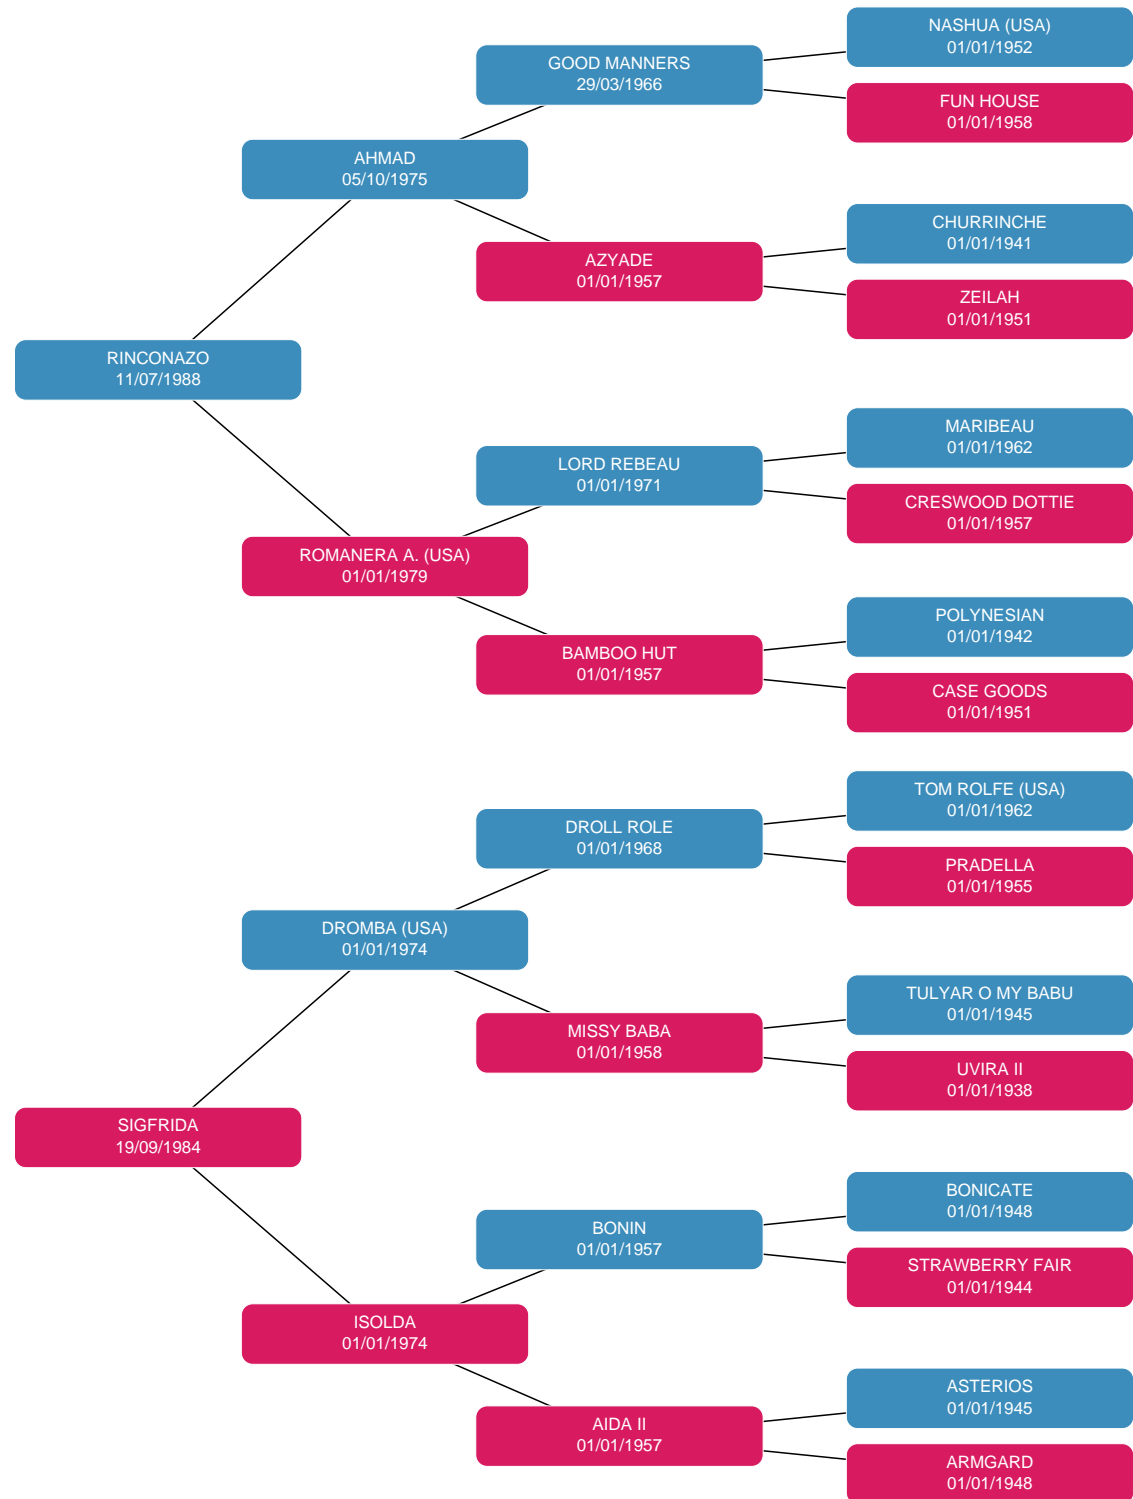 NASHUA (USA)
01/01/1952
GOOD MANNERS
29/03/1966
FUN HOUSE
01/01/1958
AHMAD
05/10/1975
CHURRINCHE
01/01/1941
AZYADE
01/01/1957
ZEILAH
01/01/1951
RINCONAZO
11/07/1988
MARIBEAU
01/01/1962
LORD REBEAU
01/01/1971
CRESWOOD DOTTIE
01/01/1957
ROMANERA A. (USA)
01/01/1979
POLYNESIAN
01/01/1942
BAMBOO HUT
01/01/1957
CASE GOODS
01/01/1951
TOM ROLFE (USA)
01/01/1962
DROLL ROLE
01/01/1968
PRADELLA
01/01/1955
DROMBA (USA)
01/01/1974
TULYAR O MY BABU
01/01/1945
MISSY BABA
01/01/1958
UVIRA II
01/01/1938
SIGFRIDA
19/09/1984
BONICATE
01/01/1948
BONIN
01/01/1957
STRAWBERRY FAIR
01/01/1944
ISOLDA
01/01/1974
ASTERIOS
01/01/1945
AIDA II
01/01/1957
ARMGARD
01/01/1948